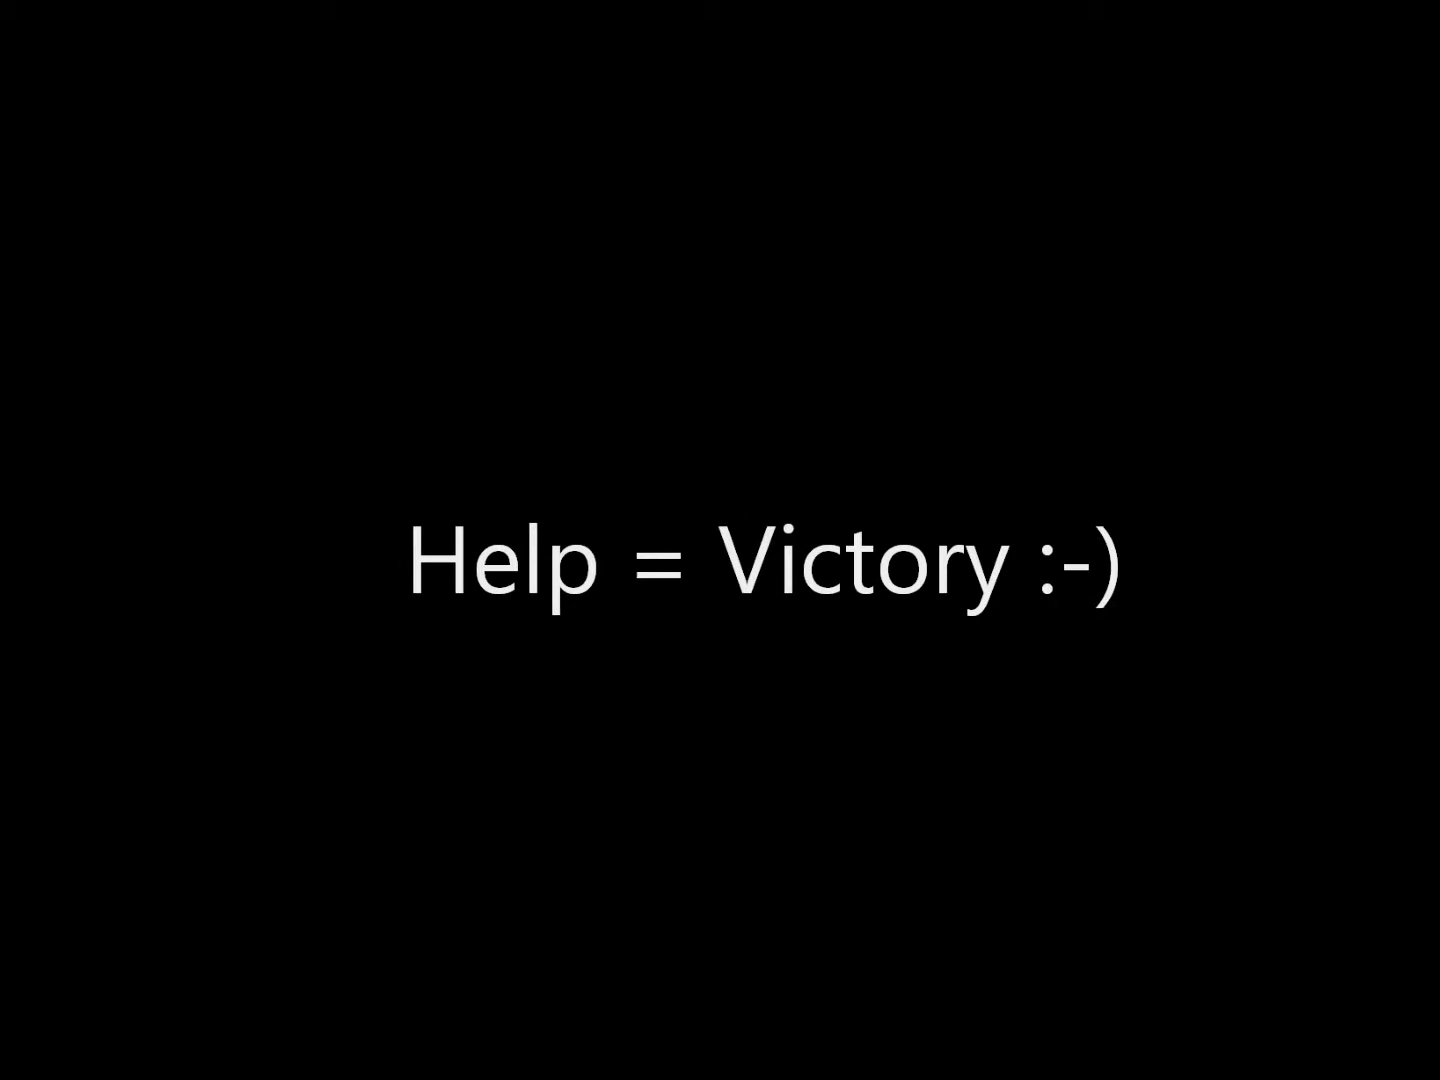 Help = Victory :-)